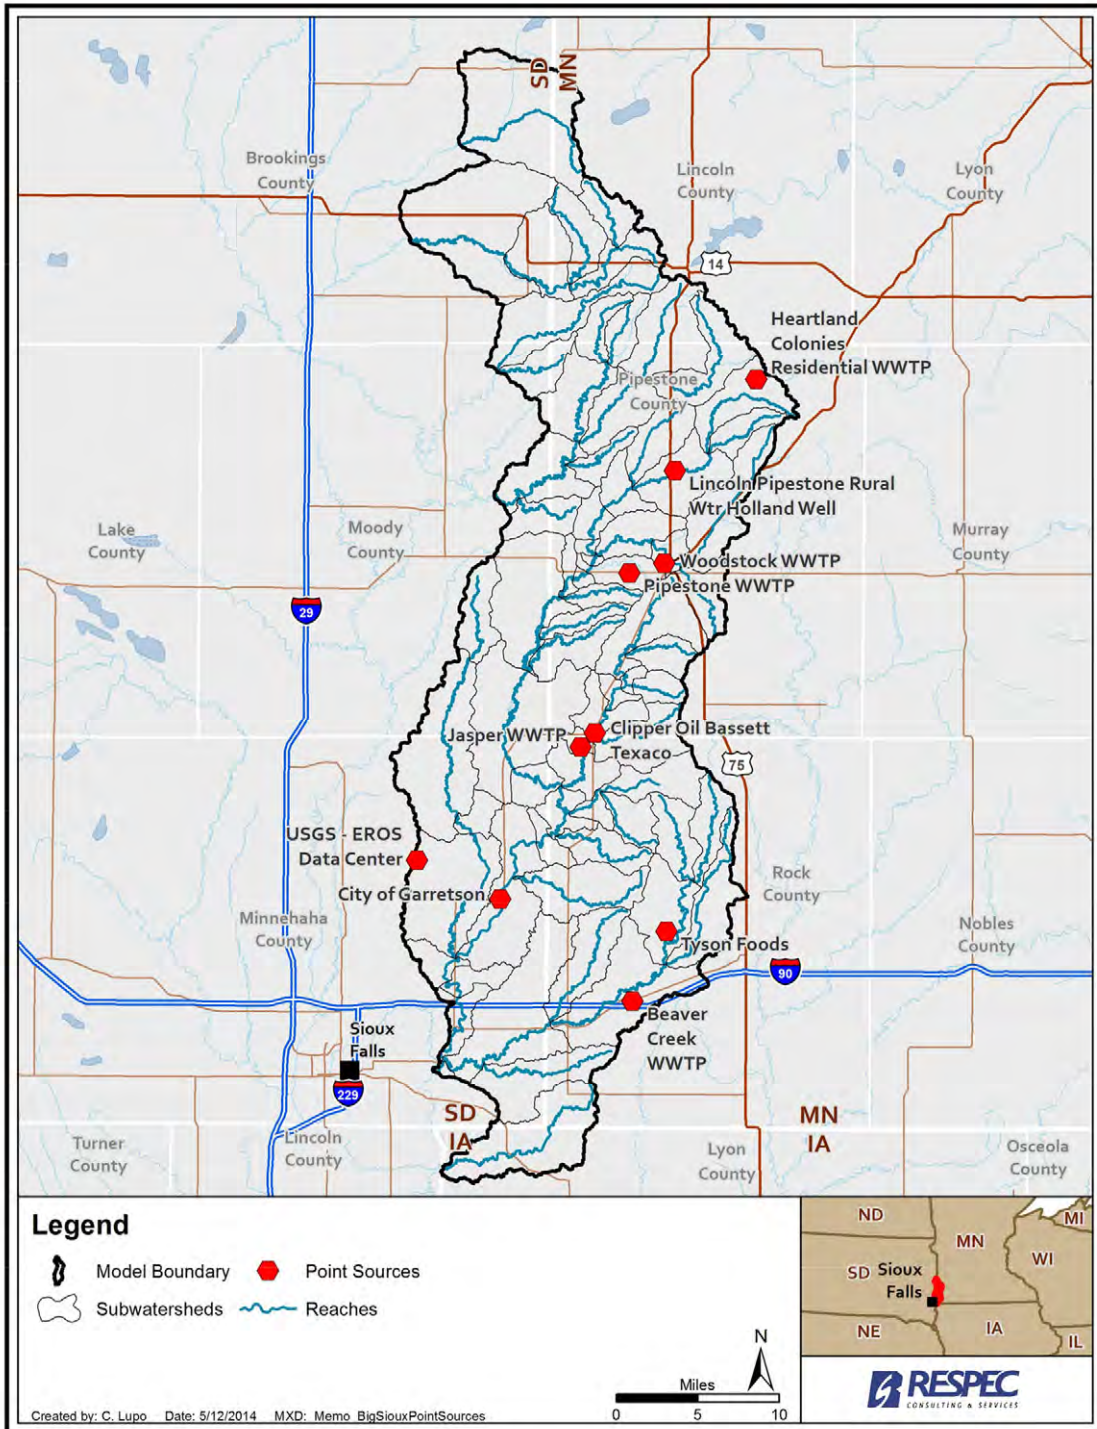 SD
MN
Brookings
County
Lincoln
County
Lyon
County
14
Heartland
Colonies
Residential WWTP
Pipestone
County
Lincoln Pipestone Rural
Wtr Holland Well
Lake
County
Moody
County
Murray
County
Woodstock WWTP
Pipestone WWTP
29
Jasper WWTP
Clipper Oil Bassett
Texaco
75
USGS - EROS
Data Center
City of Garretson
Rock
County
Minnehaha
County
Nobles
County
Tyson Foods
90
Beaver
Creek
WWTP
Sioux
Falls
229
SD
IA
MN
IA
Turner
County
Lincoln
County
Lyon
County
Osceola
County
Legend
Model Boundary
Point Sources
Subwatersheds
Reaches
N
Miles
0 5 10
Created by: C. Lupo Date: 5/12/2014 MXD: Memo_BigSiouxPointSources
ND
MN
MI
SD
WI
Sioux
Falls
NE
IA
IL
RESPEC
CONSULTING & SERVICES